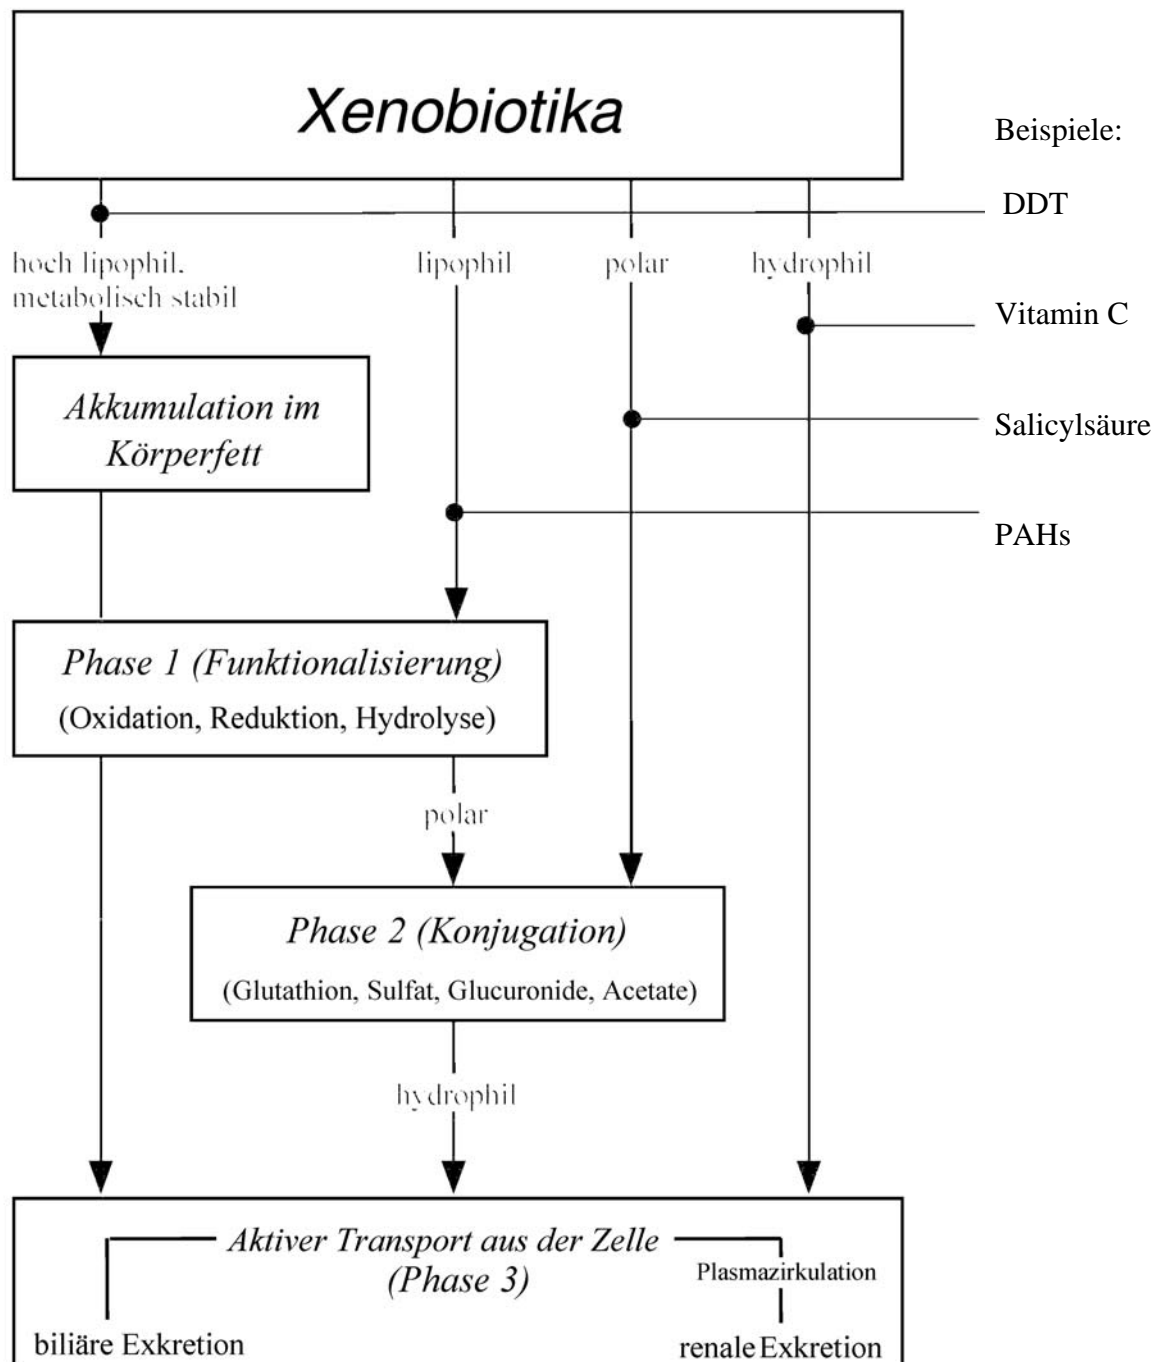 Xenobiotika
Beispiele:
DDT
hoch lipophil,
metabolisch stabil
lipophil
polar
hydrophil
Vitamin C
Akkumulation im
Körperfett
Salicylsäure
PAHs
Phase 1 (Funktionalisierung)
(Oxidation, Reduktion, Hydrolyse)
polar
Phase 2 (Konjugation)
(Glutathion, Sulfat, Glucuronide, Acetate)
hydrophil
Aktiver Transport aus der Zelle
(Phase 3)
Plasmazirkulation
biliäre Exkretion
renale Exkretion